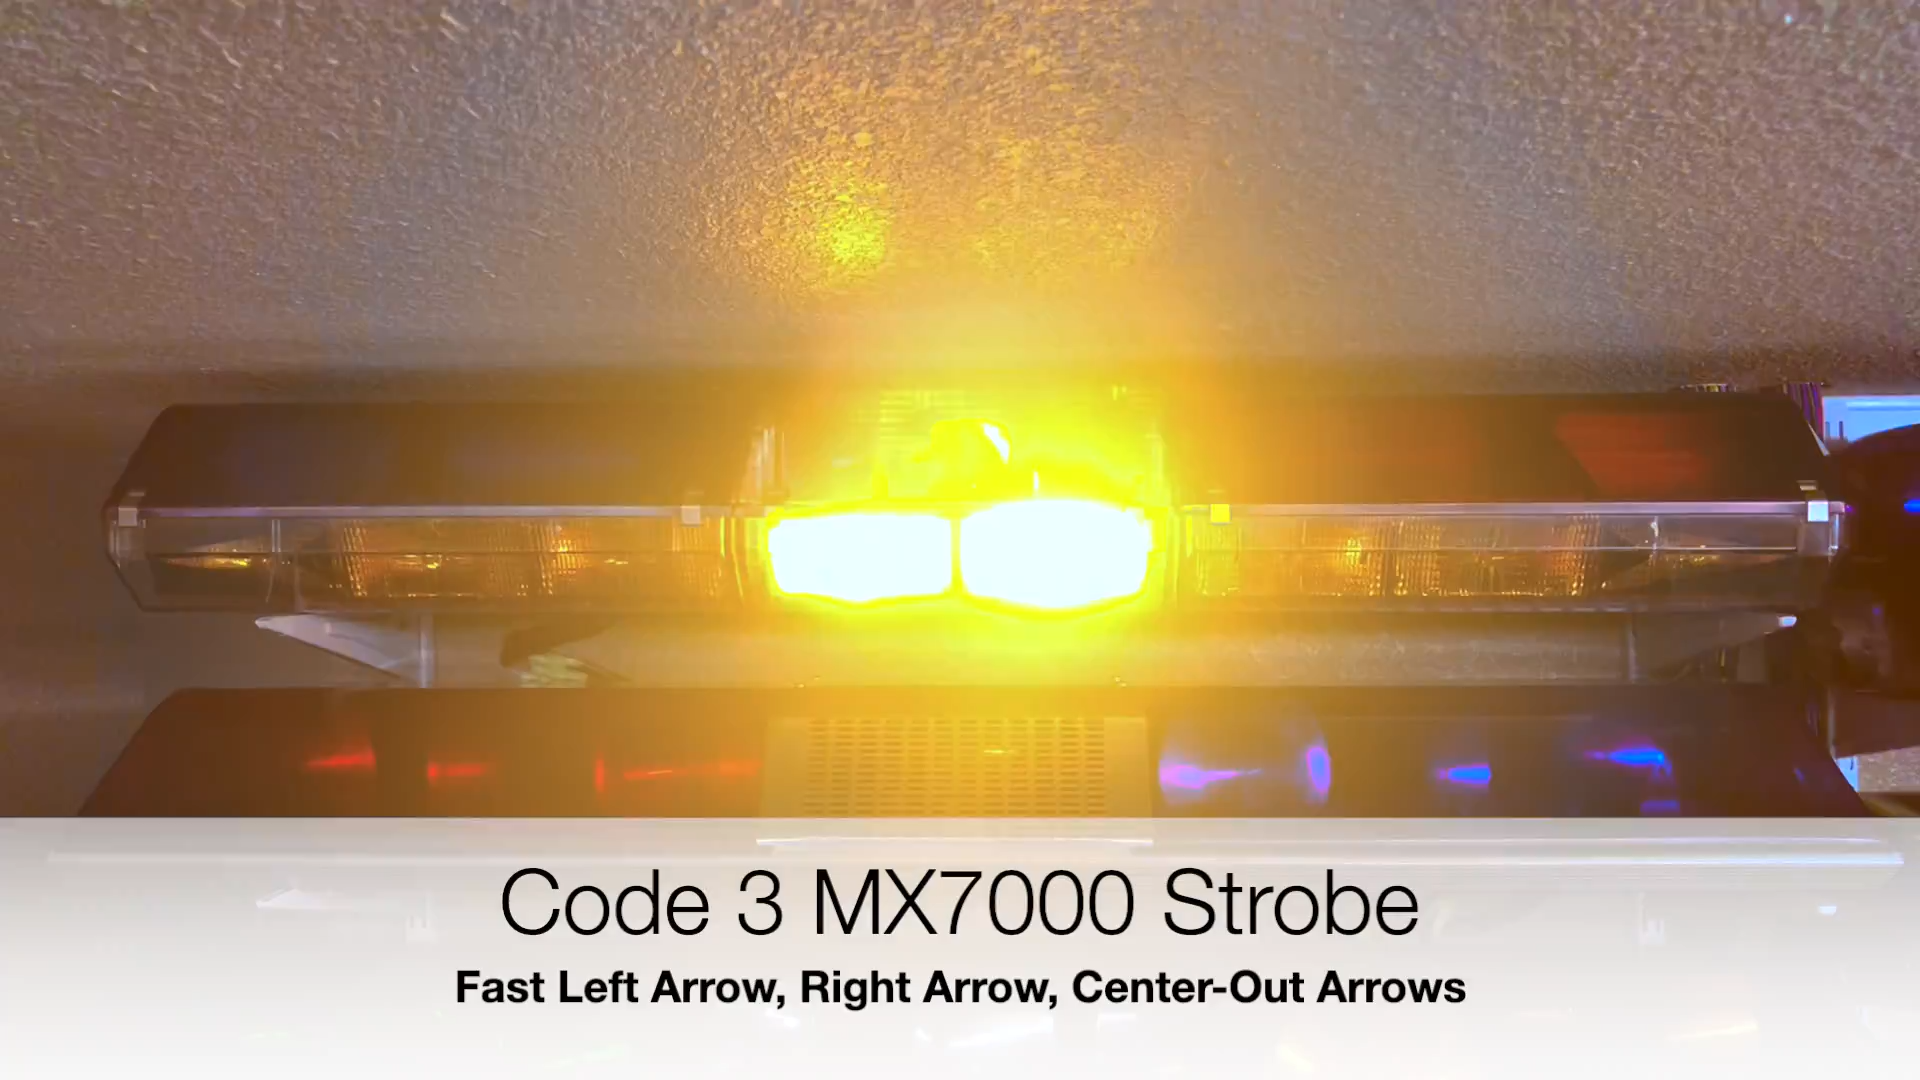 Code 3 MX7000 Strobe
Fast Left Arrow, Right Arrow, Center-Out Arrows